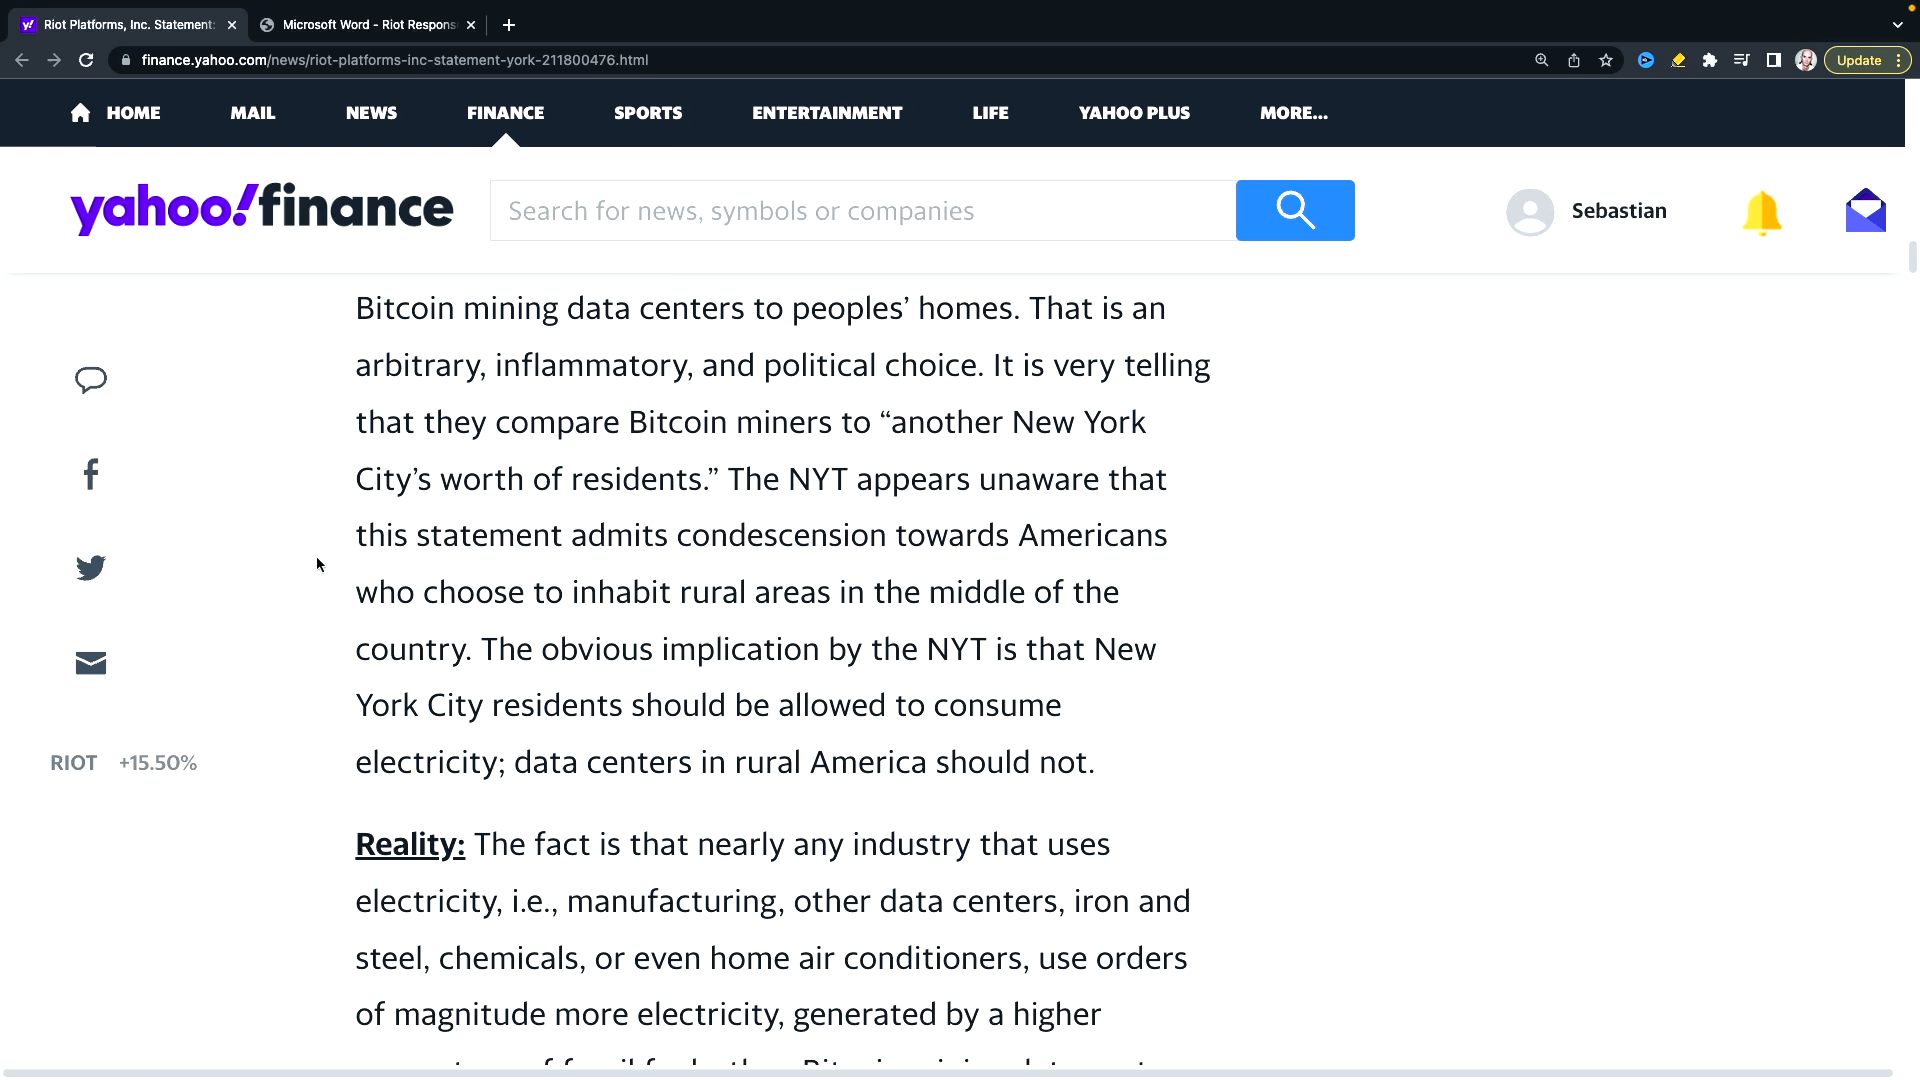 Riot Platforms, Inc. Statement:
Microsoft Word - Riot Respons
finance.yahoo.com/news/riot-platforms-inc-statement-york-211800476.html
Update
HOME MAIL NEWS FINANCE SPORTS ENTERTAINMENT LIFE YAHOO PLUS MORE...
yahoo!finance
Search for news, symbols or companies
Sebastian
Bitcoin mining data centers to peoples’ homes. That is an
arbitrary, inflammatory, and political choice. It is very telling
that they compare Bitcoin miners to “another New York
City’s worth of residents.” The NYT appears unaware that
this statement admits condescension towards Americans
who choose to inhabit rural areas in the middle of the
country. The obvious implication by the NYT is that New
York City residents should be allowed to consume
electricity; data centers in rural America should not.
RIOT +15.50%
Reality: The fact is that nearly any industry that uses
electricity, i.e., manufacturing, other data centers, iron and
steel, chemicals, or even home air conditioners, use orders
of magnitude more electricity, generated by a higher